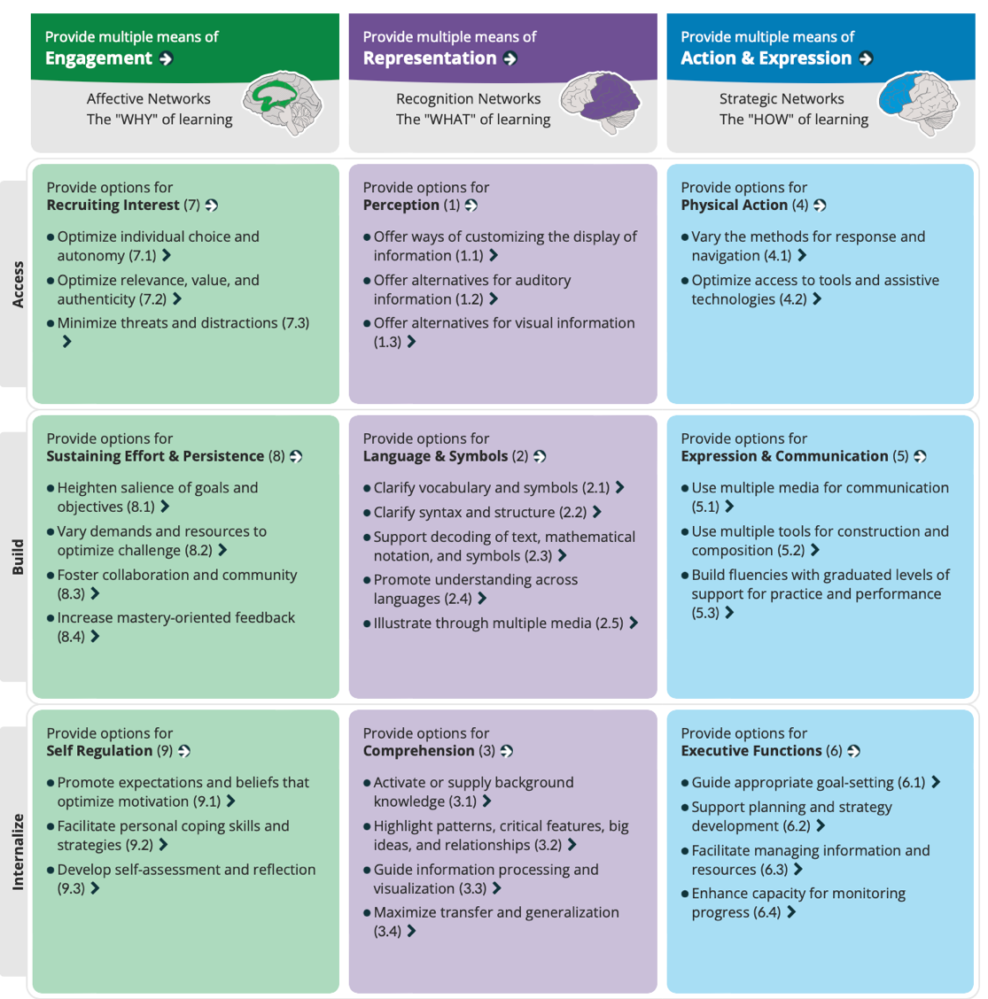 Provide multiple means of
Engagement
Affective Networks
The "WHY" of learning
Provide multiple means of
Representation
Recognition Networks
The "WHAT" of learning
Provide multiple means of
Action & Expression
Strategic Networks
The "HOW" of learning
Access
Provide options for
Recruiting Interest (7)
Optimize individual choice and
autonomy (7.1)
Optimize relevance, value, and
authenticity (7.2)
Minimize threats and distractions (7.3)
Provide options for
Perception (1)
Offer ways of customizing the display of
information (1.1)
Offer alternatives for auditory
information (1.2)
Offer alternatives for visual information
(1.3)
Provide options for
Physical Action (4)
Vary the methods for response and
navigation (4.1)
Optimize access to tools and assistive
technologies (4.2)
Build
Provide options for
Sustaining Effort & Persistence (8)
Heighten salience of goals and
objectives (8.1)
Vary demands and resources to
optimize challenge (8.2)
Foster collaboration and community
(8.3)
Increase mastery-oriented feedback
(8.4)
Provide options for
Language & Symbols (2)
Clarify vocabulary and symbols (2.1)
Clarify syntax and structure (2.2)
Support decoding of text, mathematical
notation, and symbols (2.3)
Promote understanding across
languages (2.4)
Illustrate through multiple media (2.5)
Provide options for
Expression & Communication (5)
Use multiple media for communication
(5.1)
Use multiple tools for construction and
composition (5.2)
Build fluencies with graduated levels of
support for practice and performance
(5.3)
Internalize
Provide options for
Self Regulation (9)
Promote expectations and beliefs that
optimize motivation (9.1)
Facilitate personal coping skills and
strategies (9.2)
Develop self-assessment and reflection
(9.3)
Provide options for
Comprehension (3)
Activate or supply background
knowledge (3.1)
Highlight patterns, critical features, big
ideas, and relationships (3.2)
Guide information processing and
visualization (3.3)
Maximize transfer and generalization
(3.4)
Provide options for
Executive Functions (6)
Guide appropriate goal-setting (6.1)
Support planning and strategy
development (6.2)
Facilitate managing information and
resources (6.3)
Enhance capacity for monitoring
progress (6.4)